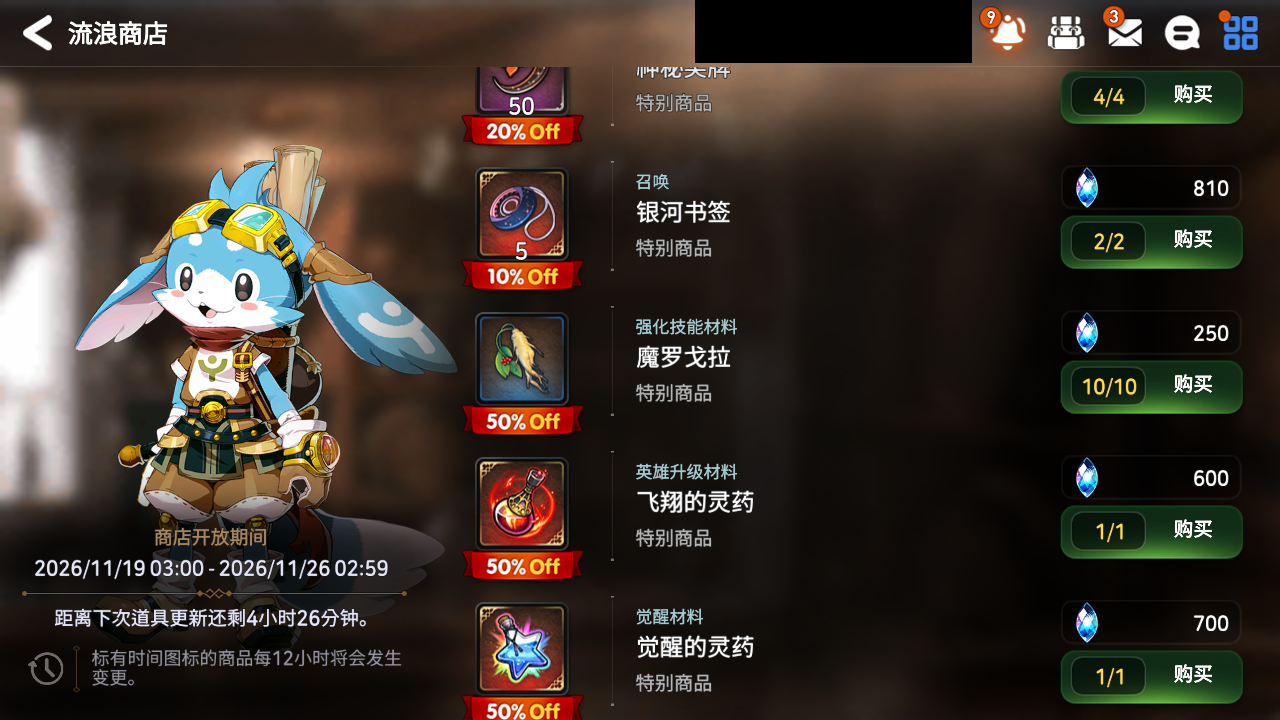 流浪商店
9
3
50
20% Off
神秘奖牌
特别商品
4/4
购买
5
10% Off
召唤
银河书签
特别商品
810
2/2
购买
50% Off
强化技能材料
魔罗戈拉
特别商品
250
10/10
购买
50% Off
英雄升级材料
飞翔的灵药
特别商品
600
1/1
购买
50% Off
觉醒材料
觉醒的灵药
特别商品
700
1/1
购买
商店开放期间
2026/11/19 03:00 - 2026/11/26 02:59
距离下次道具更新还剩4小时26分钟。
标有时间图标的商品每12小时将会发生
变更。